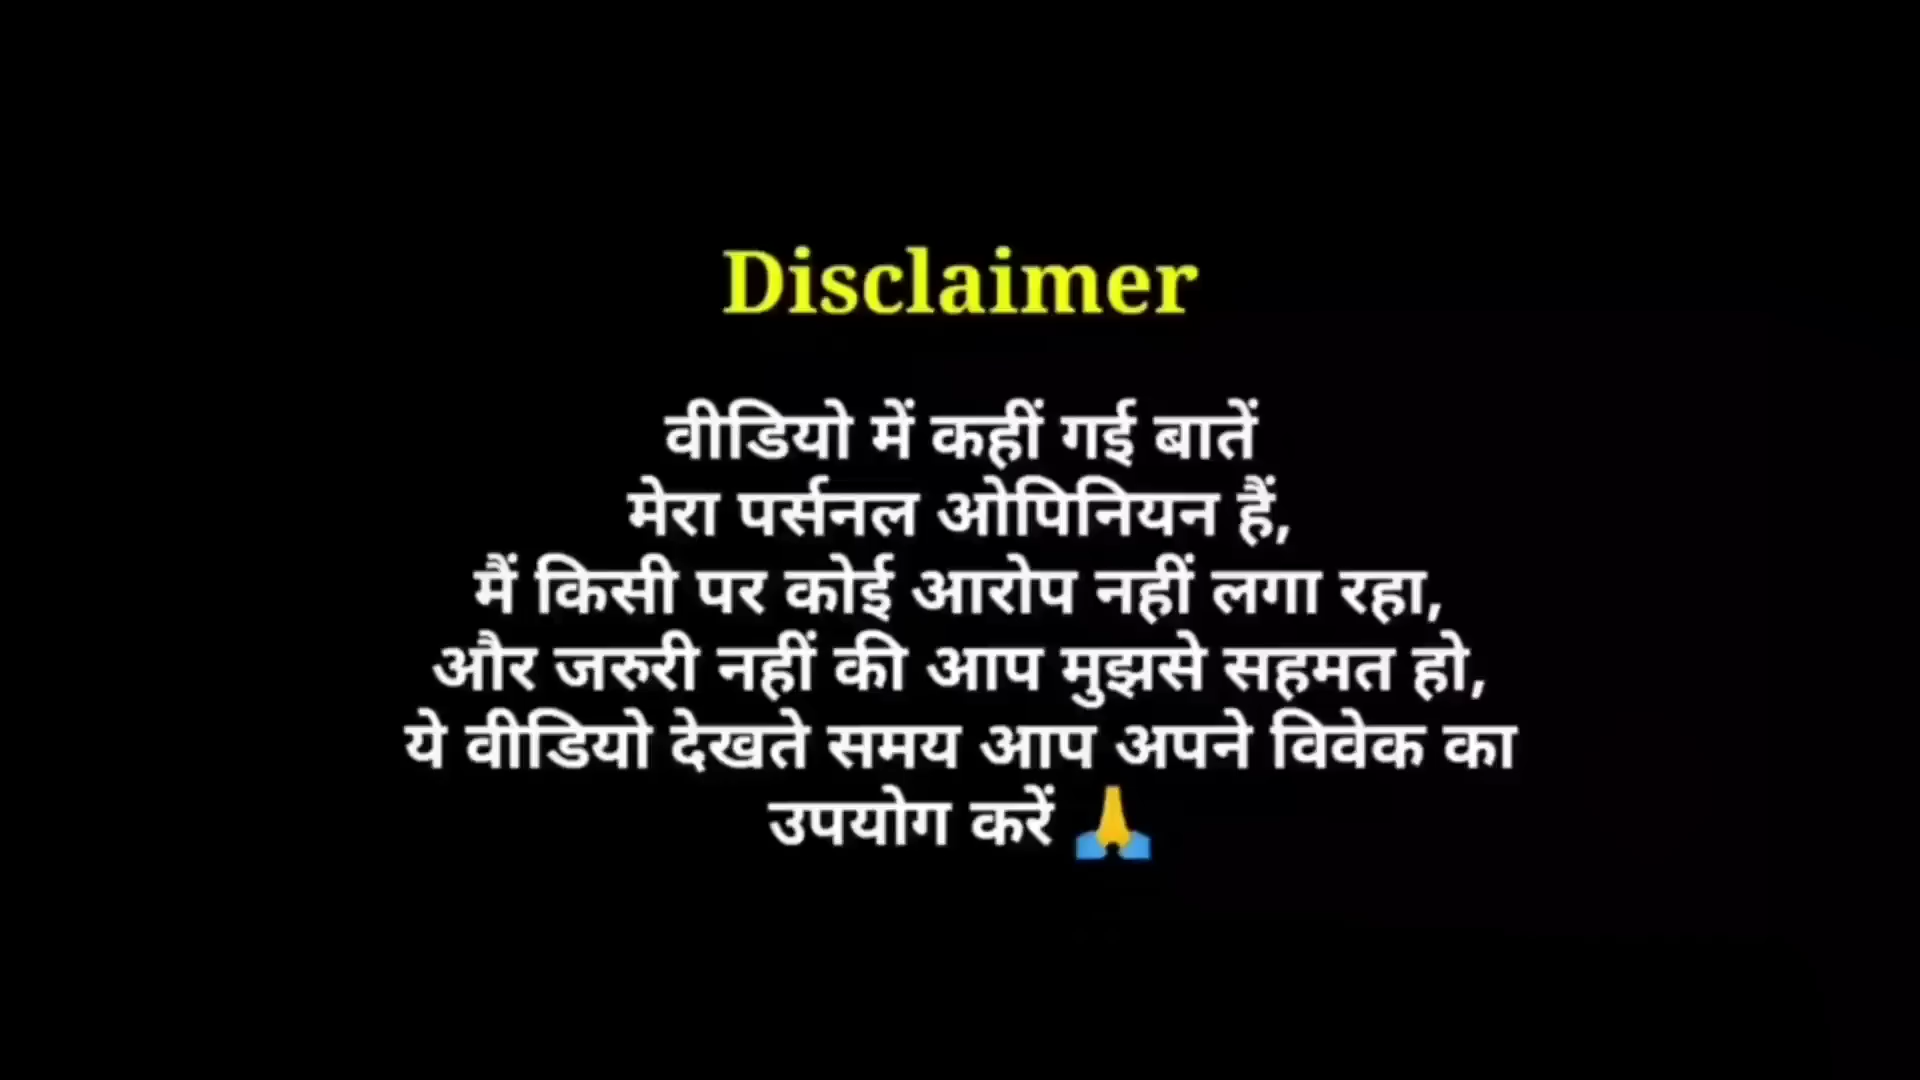 Disclaimer
वीडियो में कहीं गई बातें
मेरा पर्सनल ओपिनियन हैं,
मैं किसी पर कोई आरोप नहीं लगा रहा,
और जरुरी नहीं की आप मुझसे सहमत हो,
ये वीडियो देखते समय आप अपने विवेक का
उपयोग करें 🙏